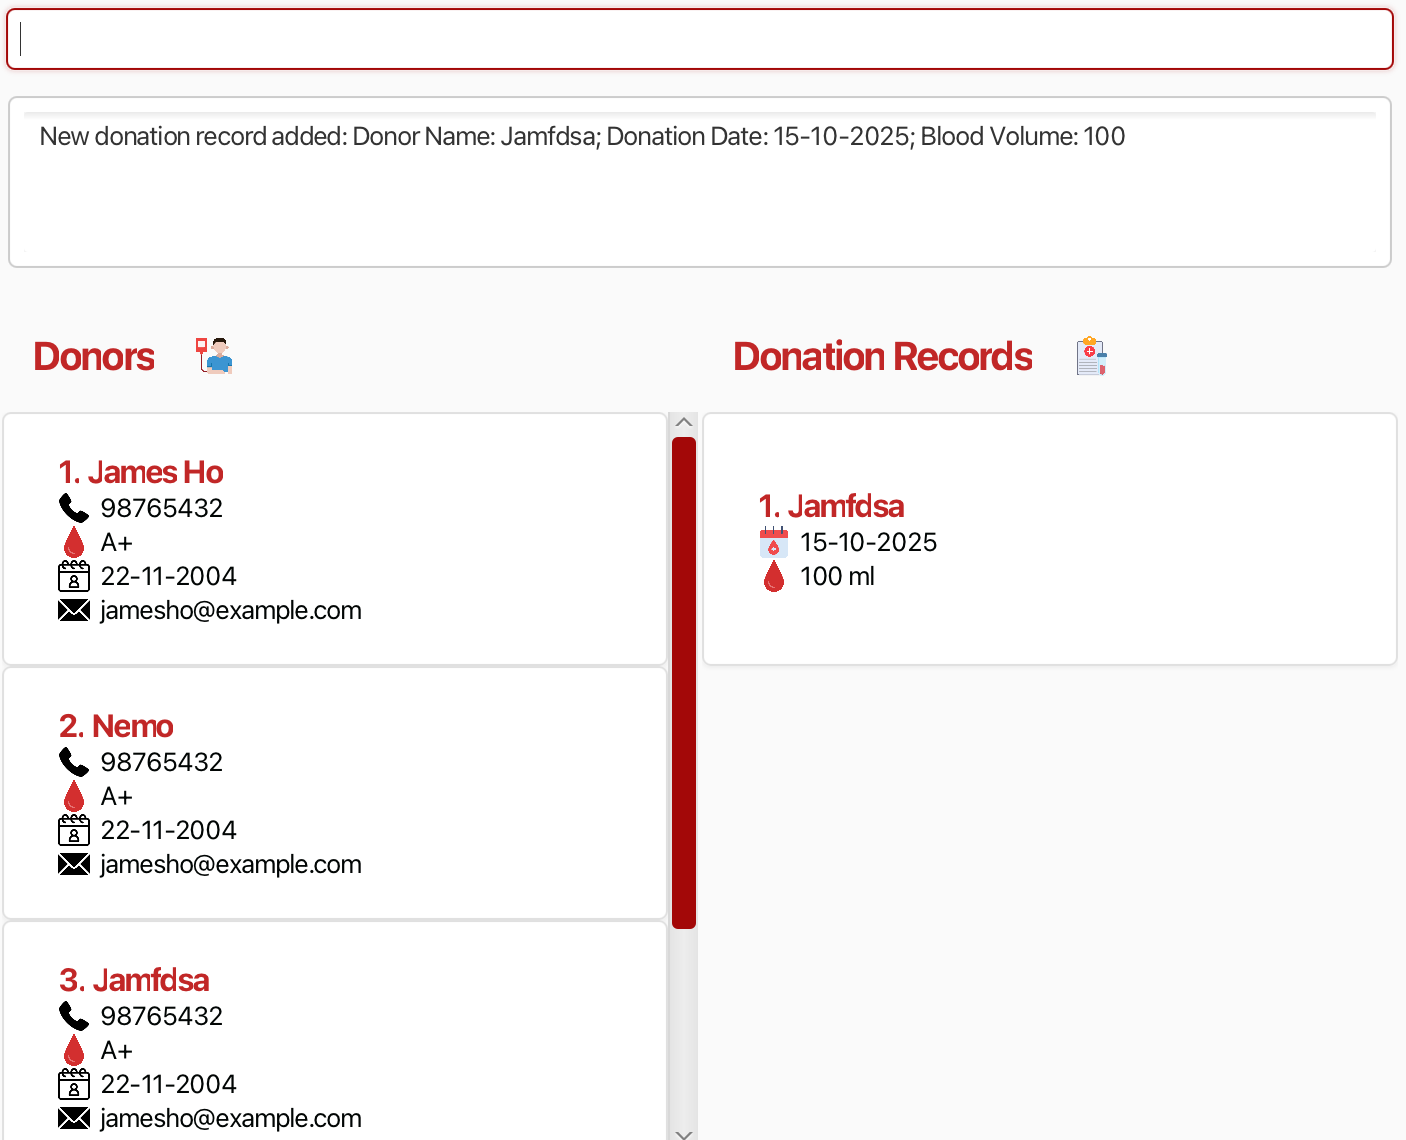 New donation record added: Donor Name: Jamfdsa; Donation Date: 15-10-2025; Blood Volume: 100
Donors
Donation Records
1. James Ho
98765432
A+
22-11-2004
jamesho@example.com
2. Nemo
98765432
A+
22-11-2004
jamesho@example.com
3. Jamfdsa
98765432
A+
22-11-2004
jamesho@example.com
1. Jamfdsa
15-10-2025
100 ml